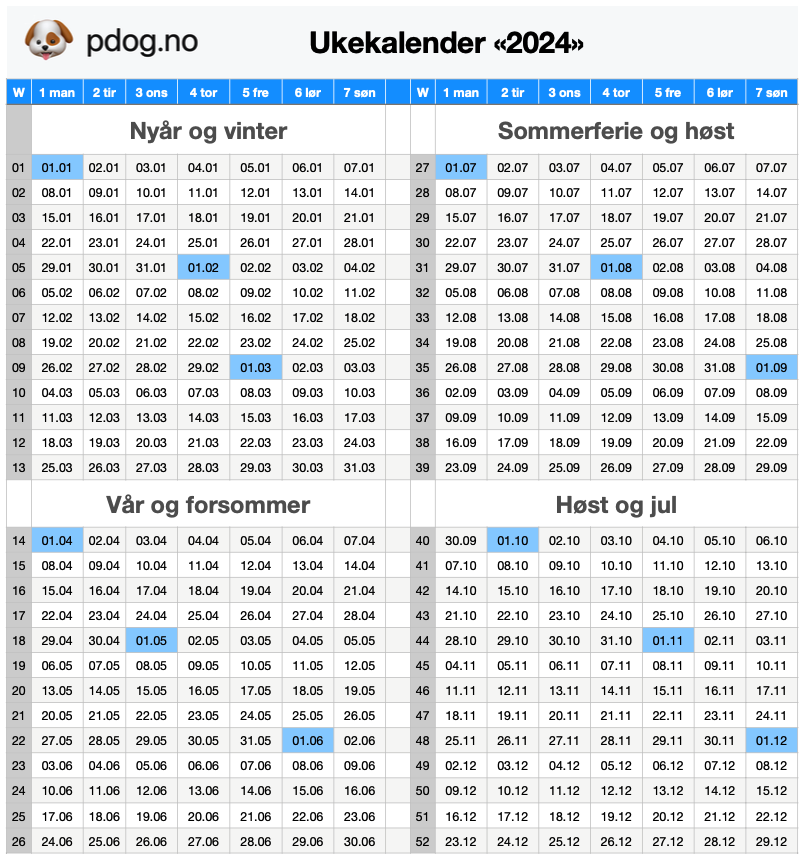 pdog.no
Ukekalender «2024»
W 1 man 2 tir 3 ons 4 tor 5 fre 6 lør 7 søn W 1 man 2 tir 3 ons 4 tor 5 fre 6 lør 7 søn
Nyår og vinter Sommerferie og høst
01 01.01 02.01 03.01 04.01 05.01 06.01 07.01 27 01.07 02.07 03.07 04.07 05.07 06.07 07.07
02 08.01 09.01 10.01 11.01 12.01 13.01 14.01 28 08.07 09.07 10.07 11.07 12.07 13.07 14.07
03 15.01 16.01 17.01 18.01 19.01 20.01 21.01 29 15.07 16.07 17.07 18.07 19.07 20.07 21.07
04 22.01 23.01 24.01 25.01 26.01 27.01 28.01 30 22.07 23.07 24.07 25.07 26.07 27.07 28.07
05 29.01 30.01 31.01 01.02 02.02 03.02 04.02 31 29.07 30.07 31.07 01.08 02.08 03.08 04.08
06 05.02 06.02 07.02 08.02 09.02 10.02 11.02 32 05.08 06.08 07.08 08.08 09.08 10.08 11.08
07 12.02 13.02 14.02 15.02 16.02 17.02 18.02 33 12.08 13.08 14.08 15.08 16.08 17.08 18.08
08 19.02 20.02 21.02 22.02 23.02 24.02 25.02 34 19.08 20.08 21.08 22.08 23.08 24.08 25.08
09 26.02 27.02 28.02 29.02 01.03 02.03 03.03 35 26.08 27.08 28.08 29.08 30.08 31.08 01.09
10 04.03 05.03 06.03 07.03 08.03 09.03 10.03 36 02.09 03.09 04.09 05.09 06.09 07.09 08.09
11 11.03 12.03 13.03 14.03 15.03 16.03 17.03 37 09.09 10.09 11.09 12.09 13.09 14.09 15.09
12 18.03 19.03 20.03 21.03 22.03 23.03 24.03 38 16.09 17.09 18.09 19.09 20.09 21.09 22.09
13 25.03 26.03 27.03 28.03 29.03 30.03 31.03 39 23.09 24.09 25.09 26.09 27.09 28.09 29.09
Vår og forsommer Høst og jul
14 01.04 02.04 03.04 04.04 05.04 06.04 07.04 40 30.09 01.10 02.10 03.10 04.10 05.10 06.10
15 08.04 09.04 10.04 11.04 12.04 13.04 14.04 41 07.10 08.10 09.10 10.10 11.10 12.10 13.10
16 15.04 16.04 17.04 18.04 19.04 20.04 21.04 42 14.10 15.10 16.10 17.10 18.10 19.10 20.10
17 22.04 23.04 24.04 25.04 26.04 27.04 28.04 43 21.10 22.10 23.10 24.10 25.10 26.10 27.10
18 29.04 30.04 01.05 02.05 03.05 04.05 05.05 44 28.10 29.10 30.10 31.10 01.11 02.11 03.11
19 06.05 07.05 08.05 09.05 10.05 11.05 12.05 45 04.11 05.11 06.11 07.11 08.11 09.11 10.11
20 13.05 14.05 15.05 16.05 17.05 18.05 19.05 46 11.11 12.11 13.11 14.11 15.11 16.11 17.11
21 20.05 21.05 22.05 23.05 24.05 25.05 26.05 47 18.11 19.11 20.11 21.11 22.11 23.11 24.11
22 27.05 28.05 29.05 30.05 31.05 01.06 02.06 48 25.11 26.11 27.11 28.11 29.11 30.11 01.12
23 03.06 04.06 05.06 06.06 07.06 08.06 09.06 49 02.12 03.12 04.12 05.12 06.12 07.12 08.12
24 10.06 11.06 12.06 13.06 14.06 15.06 16.06 50 09.12 10.12 11.12 12.12 13.12 14.12 15.12
25 17.06 18.06 19.06 20.06 21.06 22.06 23.06 51 16.12 17.12 18.12 19.12 20.12 21.12 22.12
26 24.06 25.06 26.06 27.06 28.06 29.06 30.06 52 23.12 24.12 25.12 26.12 27.12 28.12 29.12